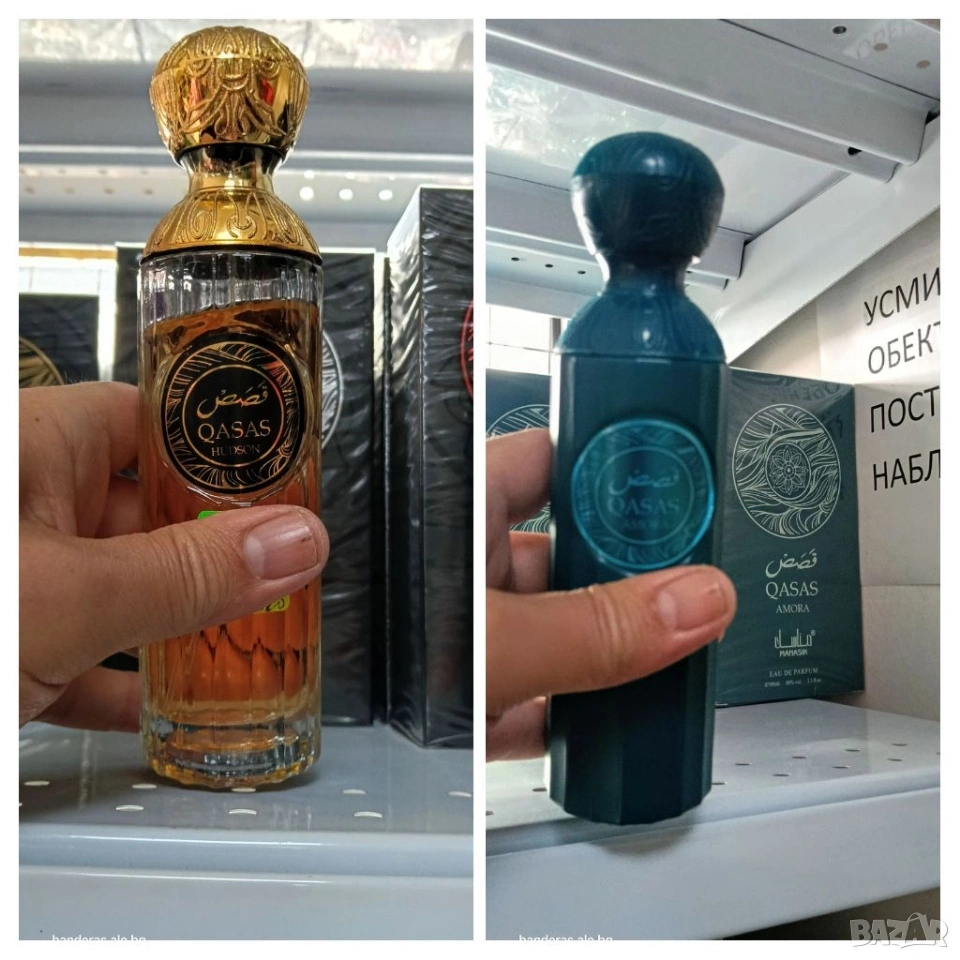 قصص
QASAS
HUDSON
قصص
QASAS
AMORA
قصص
QASAS
AMORA
مناسك
MANASIK
EAU DE PARFUM
УСМИ
ОБЕКТ
ПОСТ
НАБЛ
banderas.alo.bg
banderas.alo.bg
BAZAR